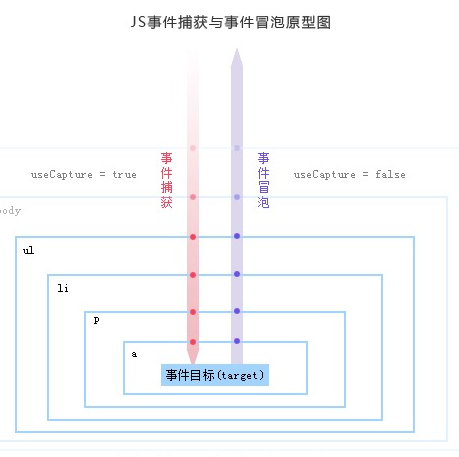 JS事件捕获与事件冒泡原型图
事件捕获
事件冒泡
useCapture = true
useCapture = false
body
ul
li
p
a
事件目标(target)